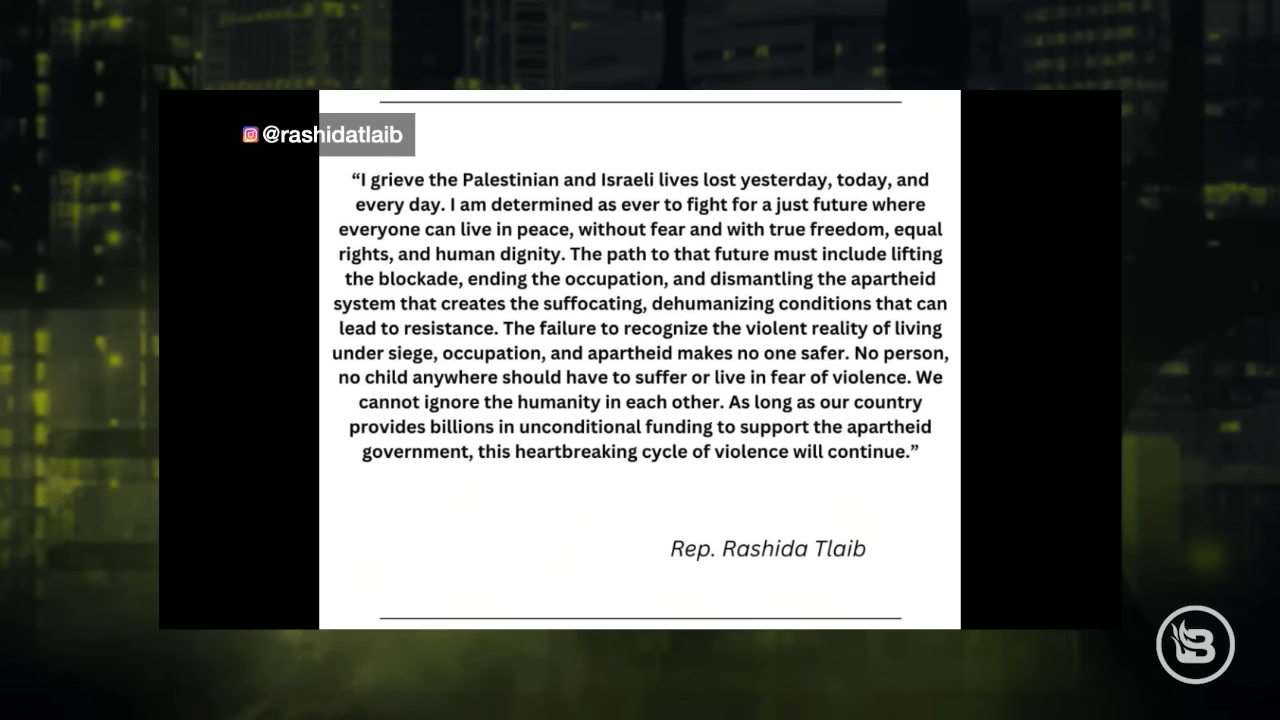 @rashidatlaib
“I grieve the Palestinian and Israeli lives lost yesterday, today, and
every day. I am determined as ever to fight for a just future where
everyone can live in peace, without fear and with true freedom, equal
rights, and human dignity. The path to that future must include lifting
the blockade, ending the occupation, and dismantling the apartheid
system that creates the suffocating, dehumanizing conditions that can
lead to resistance. The failure to recognize the violent reality of living
under siege, occupation, and apartheid makes no one safer. No person,
no child anywhere should have to suffer or live in fear of violence. We
cannot ignore the humanity in each other. As long as our country
provides billions in unconditional funding to support the apartheid
government, this heartbreaking cycle of violence will continue.”
Rep. Rashida Tlaib
B